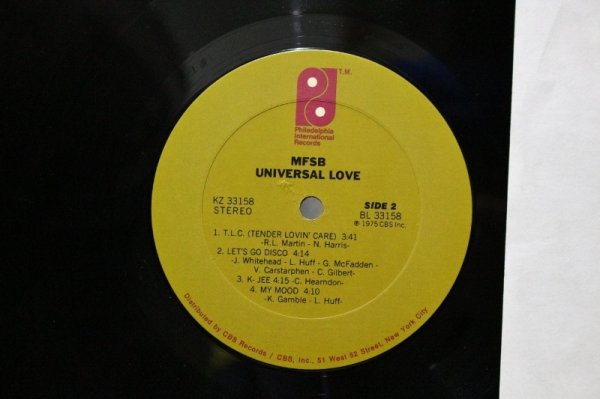 T.M.
Philadelphia
International
Records
MFSB
UNIVERSAL LOVE
KZ 33158
STEREO
SIDE 2
BL 33158
℗ 1975 CBS Inc.
1. T.L.C. (TENDER LOVIN' CARE) 3:41
-R.L. Martin - N. Harris-
2. LET'S GO DISCO 4:14
-J. Whitehead - L. Huff - G. McFadden -
V. Carstarphen - C. Gilbert-
3. K- JEE 4:15 -C. Hearndon-
4. MY MOOD 4:10
-K. Gamble - L. Huff-
Distributed by CBS Records / CBS, Inc., 51 West 52 Street, New York City